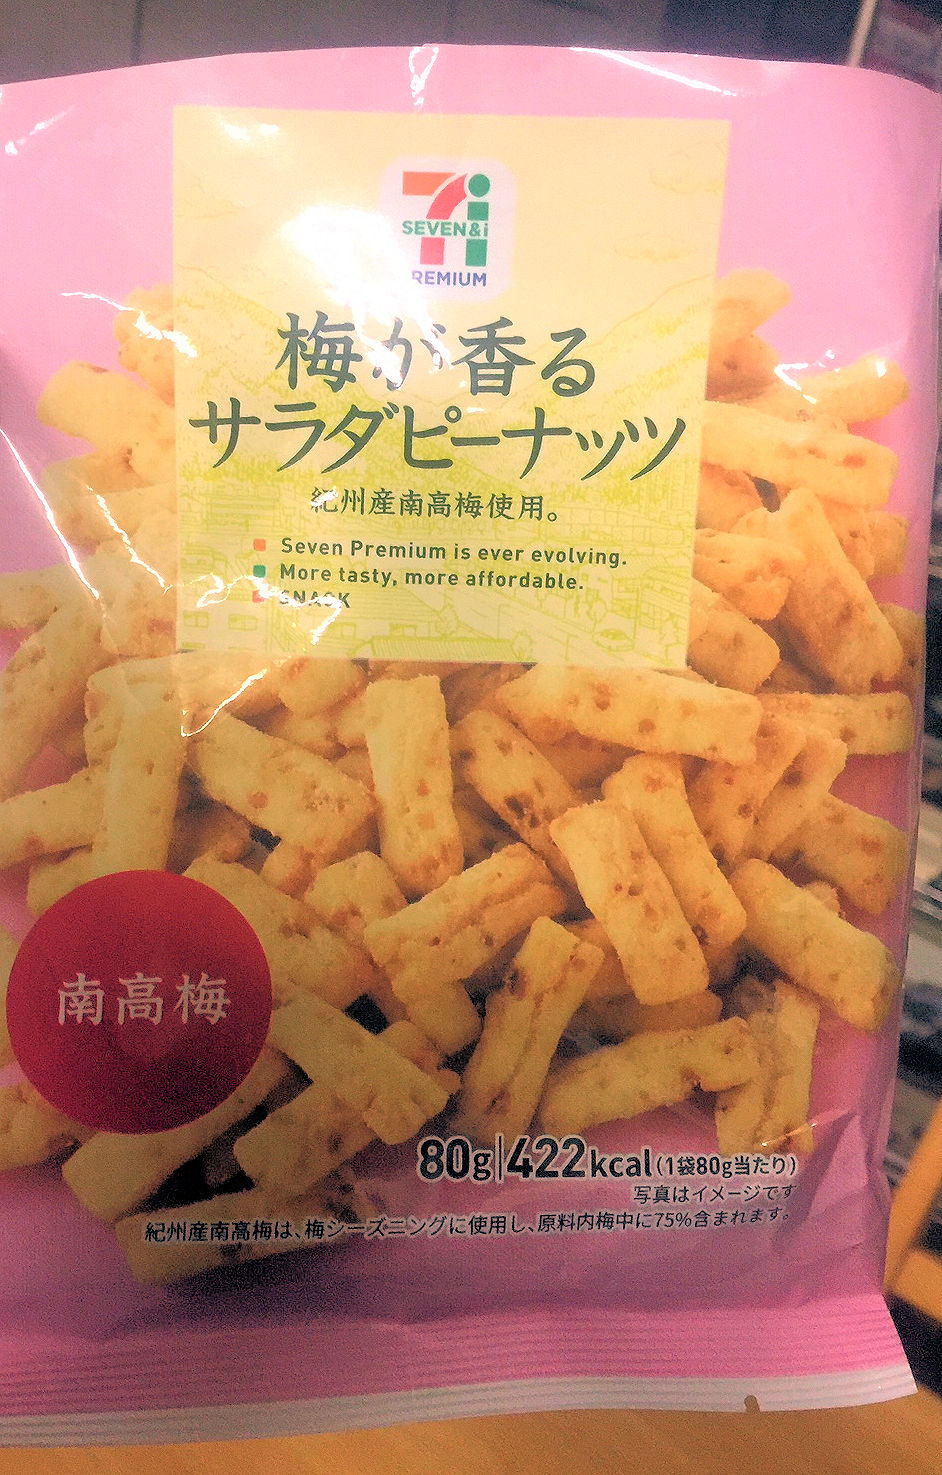 SEVEN&i
PREMIUM
梅が香る
サラダピーナッツ
紀州産南高梅使用。
Seven Premium is ever evolving.
More tasty, more affordable.
SNACK
南高梅
80g|422kcal(1袋80g当たり)
写真はイメージです
紀州産南高梅は、梅シーズニングに使用し、原料内梅中に75%含まれます。